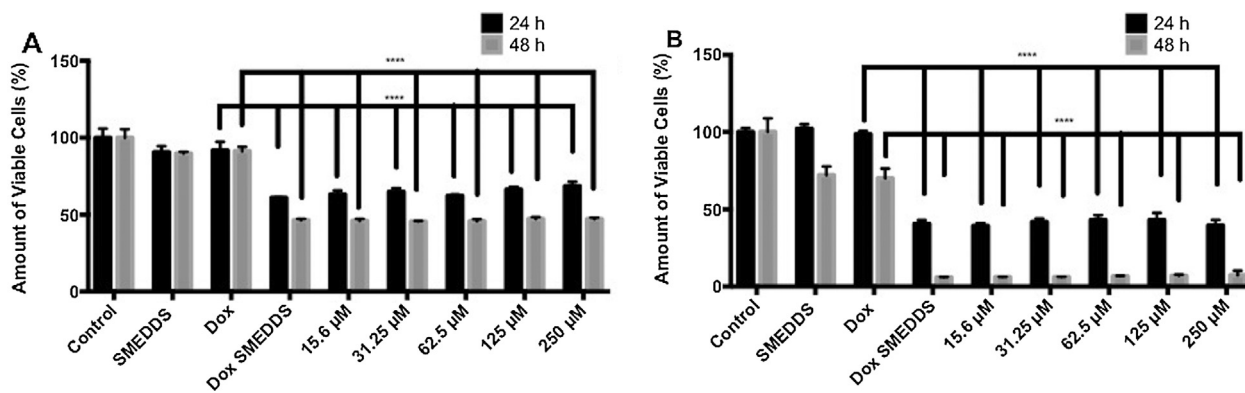 A
24 h
48 h
Amount of Viable Cells (%)
150
100
50
0
****
****
Control
SMEDDS
Dox
Dox SMEDDS
15.6 µM
31.25 µM
62.5 µM
125 µM
250 µM
B
24 h
48 h
Amount of Viable Cells (%)
150
100
50
0
****
****
Control
SMEDDS
Dox
Dox SMEDDS
15.6 µM
31.25 µM
62.5 µM
125 µM
250 µM